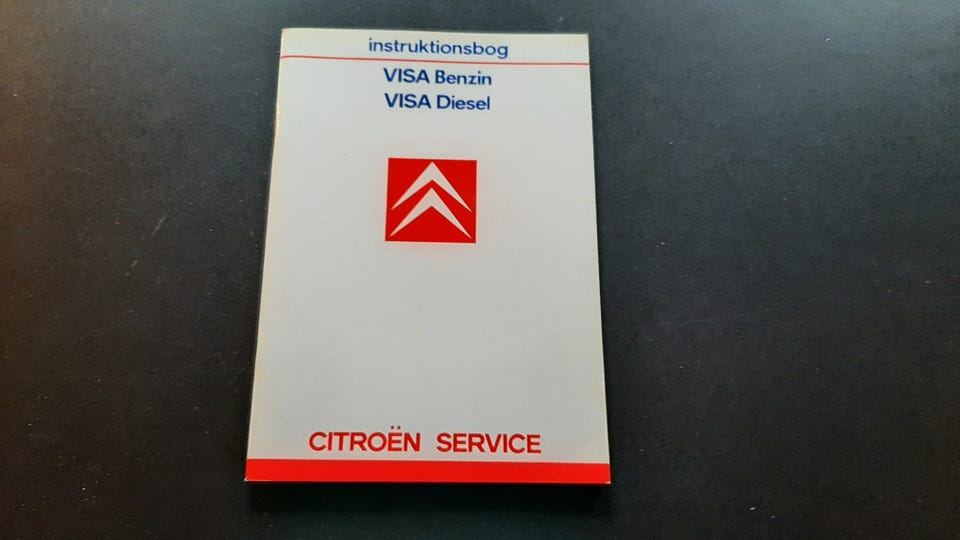 instruktionsbog
VISA Benzin
VISA Diesel
CITROËN SERVICE